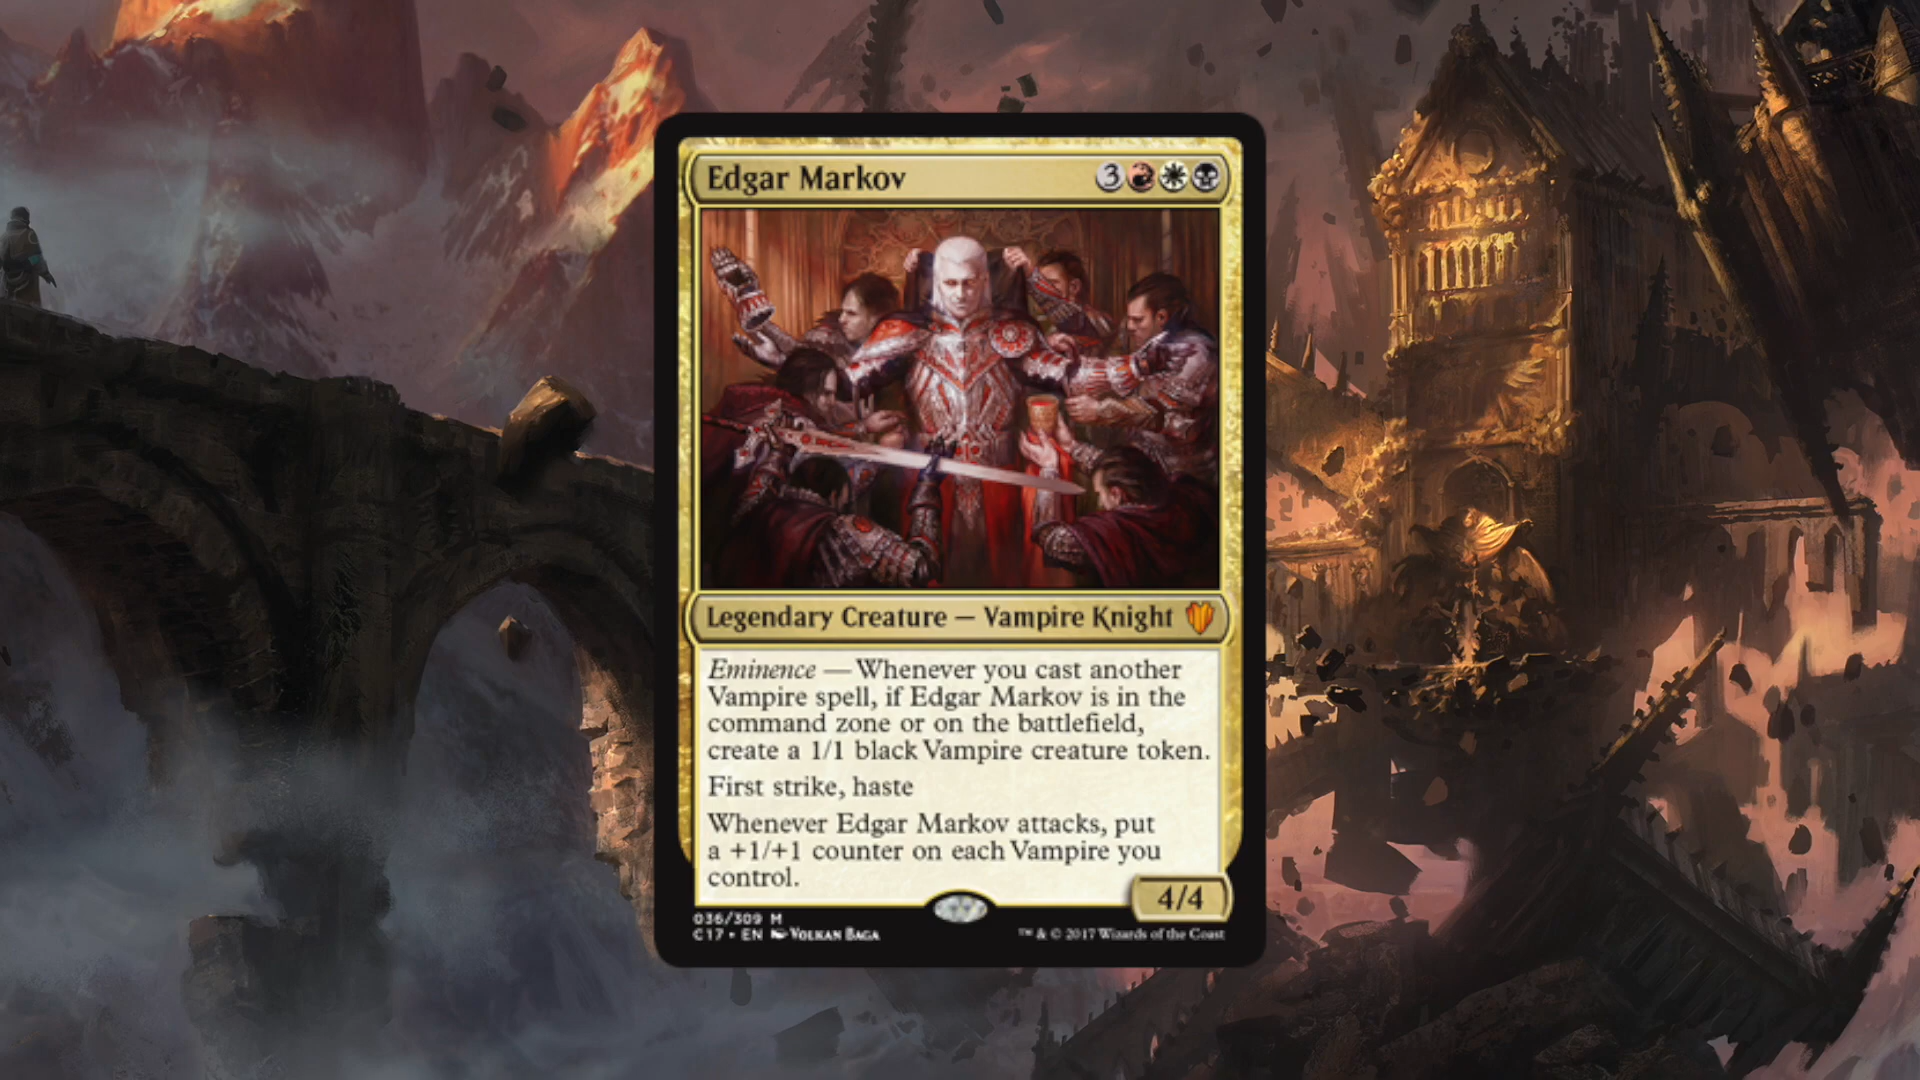 Edgar Markov 3
Legendary Creature — Vampire Knight
Eminence — Whenever you cast another
Vampire spell, if Edgar Markov is in the
command zone or on the battlefield,
create a 1/1 black Vampire creature token.
First strike, haste
Whenever Edgar Markov attacks, put
a +1/+1 counter on each Vampire you
control.
4/4
036/309 M
C17 • EN Volkan Baga
™ & © 2017 Wizards of the Coast